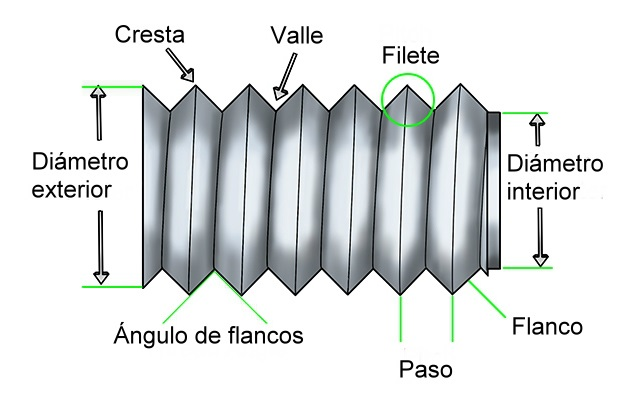 Cresta
Valle
Filete
Diámetro
exterior
Diámetro
interior
Ángulo de flancos
Flanco
Paso